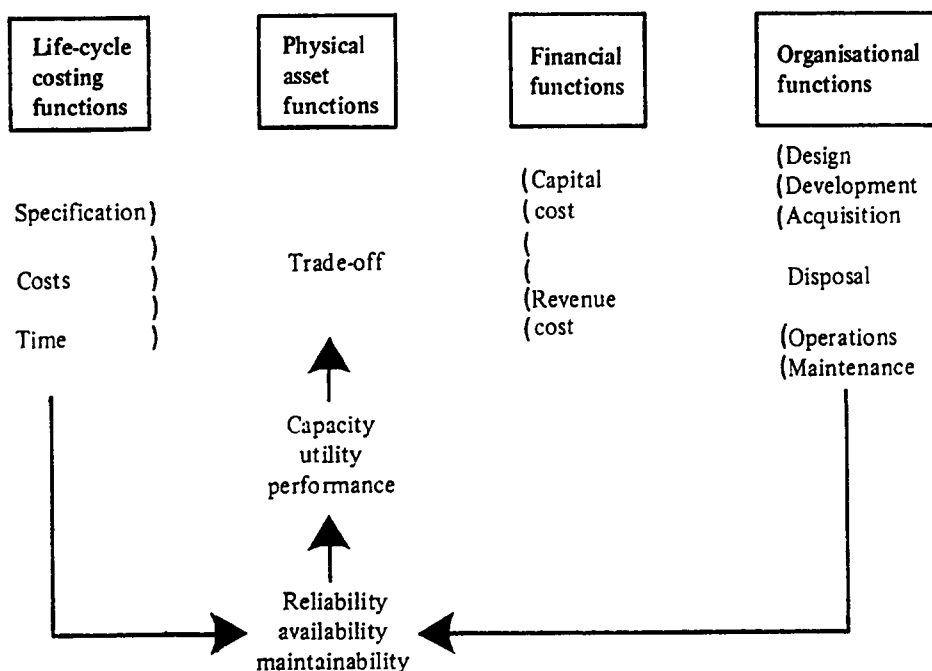 Life-cycle
costing
functions
Physical
asset
functions
Financial
functions
Organisational
functions
Specification)
)
Costs )
)
Time )
Trade-off
(Capital
( cost
(
(
(Revenue
( cost
(Design
(Development
(Acquisition
Disposal
(Operations
(Maintenance
Capacity
utility
performance
Reliability
availability
maintainability